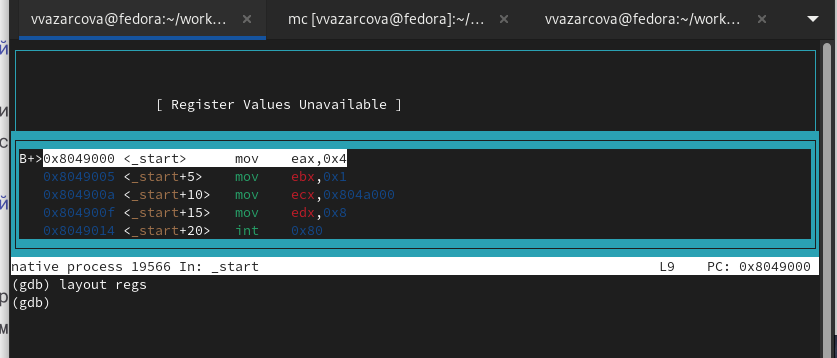 vvazarcova@fedora:~/work… × mc [vvazarcova@fedora]:~/… × vvazarcova@fedora:~/work… ×
й
[ Register Values Unavailable ]
и
с
B+>0x8049000 <_start> mov eax,0x4
0x8049005 <_start+5> mov ebx,0x1
0x804900a <_start+10> mov ecx,0x804a000
й
0x804900f <_start+15> mov edx,0x8
0x8049014 <_start+20> int 0x80
native process 19566 In: _start L9 PC: 0x8049000
(gdb) layout regs
р
(gdb)
м